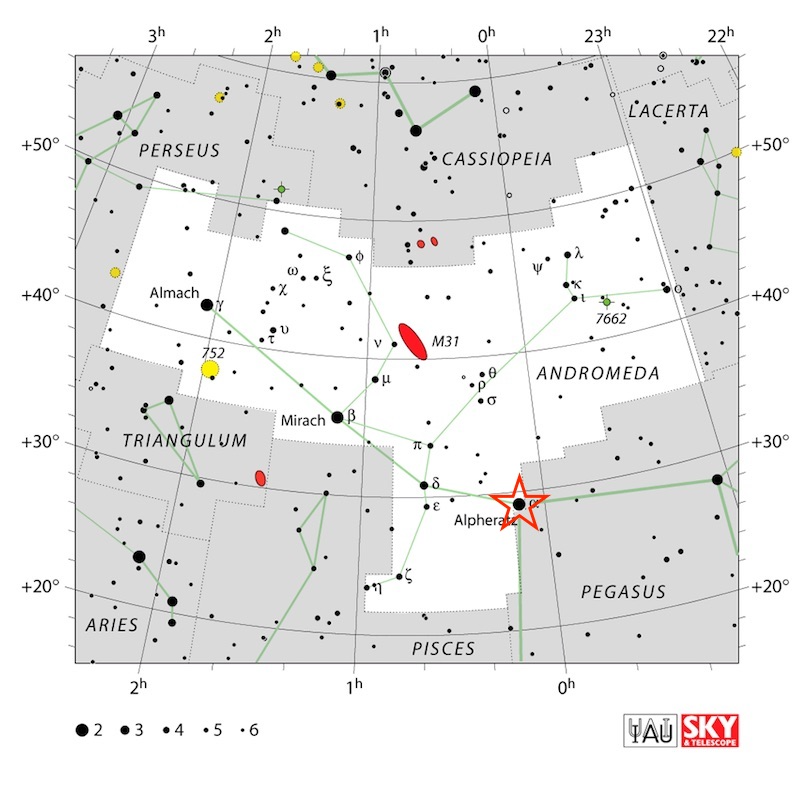 3h 2h 1h 0h 23h 22h
LACERTA
+50° +50°
PERSEUS
CASSIOPEIA
λ
ϕ
ψ
ω ξ
κ
χ
ο
+40° +40°
Almach γ
ι
7662
υ
τ
ν M31
752
θ
ANDROMEDA
μ
ρ
σ
Mirach β
TRIANGULUM
+30° π +30°
δ
α
ε
Alpheratz
ζ
η
+20° +20°
PEGASUS
ARIES
PISCES
2h 1h 0h
2 3 4 5 6
IAU
UAI
SKY
& TELESCOPE